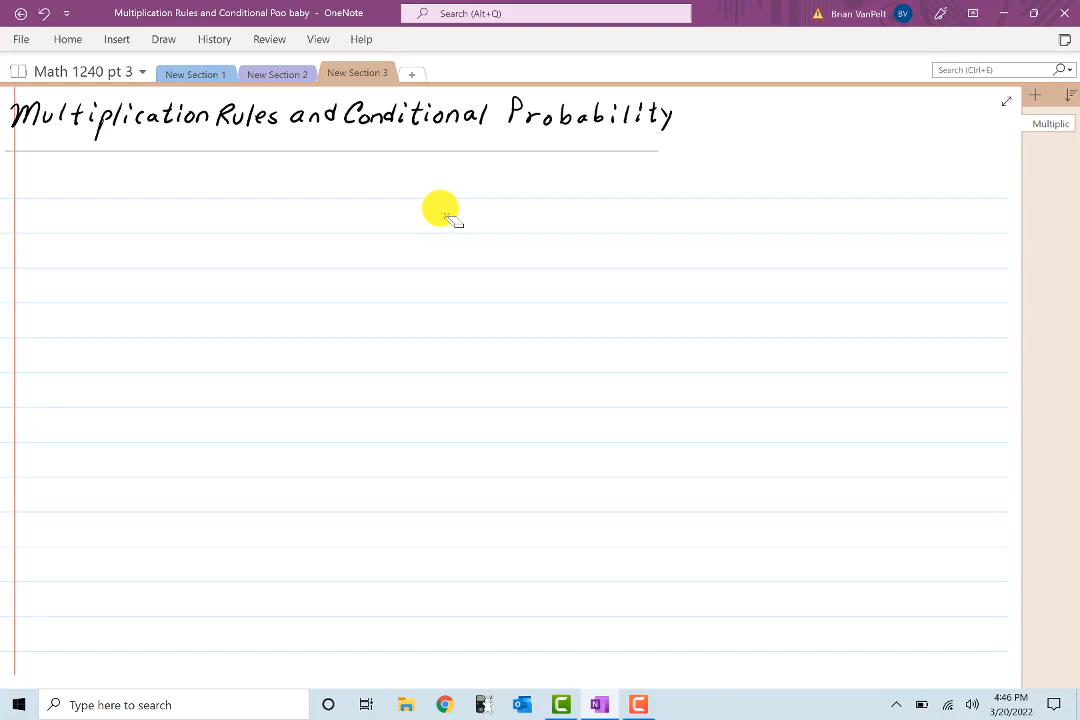 Multiplication Rules and Conditional Poo baby - OneNote
Search (Alt+Q)
Brian VanPelt
BV
File Home Insert Draw History Review View Help
Math 1240 pt 3
New Section 1
New Section 2
New Section 3
Search (Ctrl+E)
Multiplication Rules and Conditional Probability
Multiplic
Type here to search
4:46 PM
3/20/2022